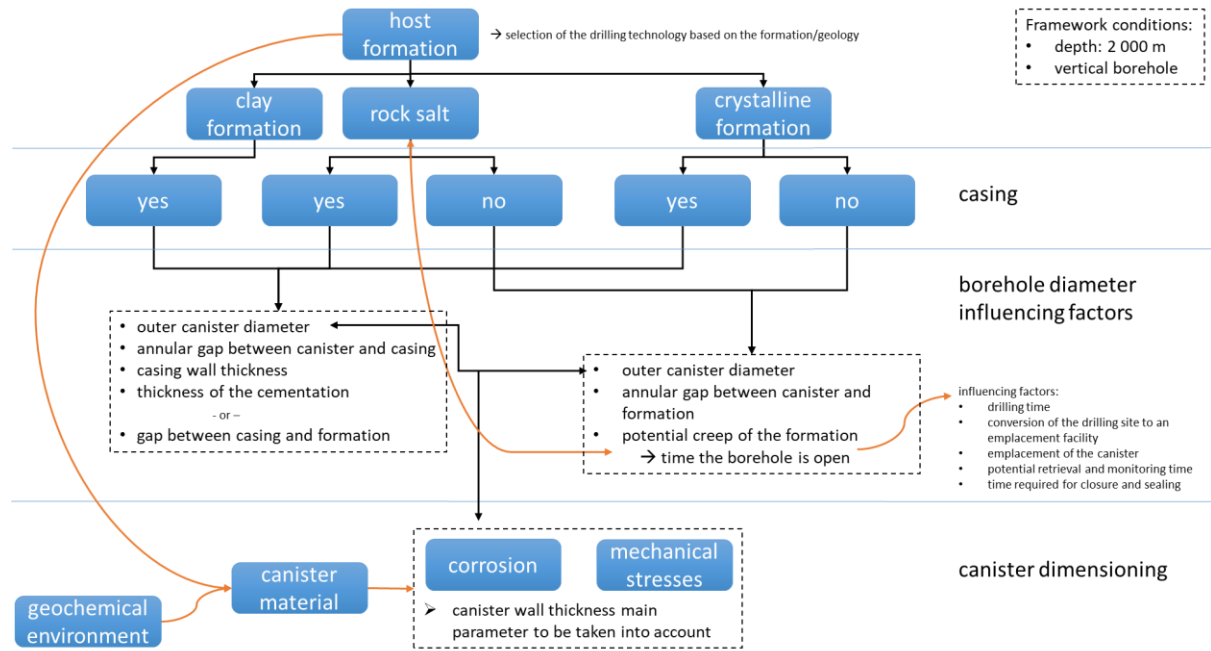 host
formation
→ selection of the drilling technology based on the formation/geology
Framework conditions:
• depth: 2 000 m
• vertical borehole
clay
formation
rock salt
crystalline
formation
yes
yes
no
yes
no
casing
borehole diameter
influencing factors
• outer canister diameter
• annular gap between canister and casing
• casing wall thickness
• thickness of the cementation
- or –
• gap between casing and formation
• outer canister diameter
• annular gap between canister and
formation
• potential creep of the formation
→ time the borehole is open
influencing factors:
• drilling time
• conversion of the drilling site to an
emplacement facility
• emplacement of the canister
• potential retrieval and monitoring time
• time required for closure and sealing
corrosion
mechanical
stresses
➢ canister wall thickness main
parameter to be taken into account
canister
material
geochemical
environment
canister dimensioning